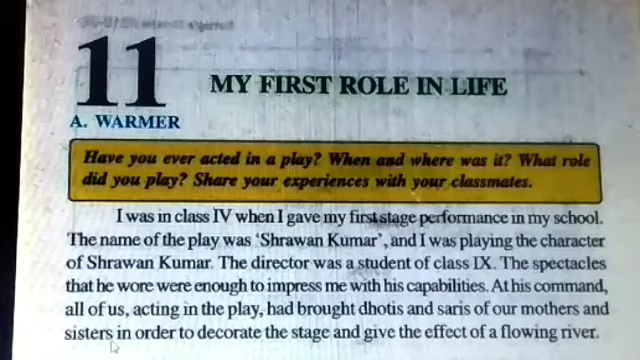 11
MY FIRST ROLE IN LIFE
A. WARMER
Have you ever acted in a play? When and where was it? What role
did you play? Share your experiences with your classmates.
I was in class IV when I gave my first stage performance in my school.
The name of the play was ‘Shrawan Kumar’, and I was playing the character
of Shrawan Kumar. The director was a student of class IX. The spectacles
that he wore were enough to impress me with his capabilities. At his command,
all of us, acting in the play, had brought dhotis and saris of our mothers and
sisters in order to decorate the stage and give the effect of a flowing river.